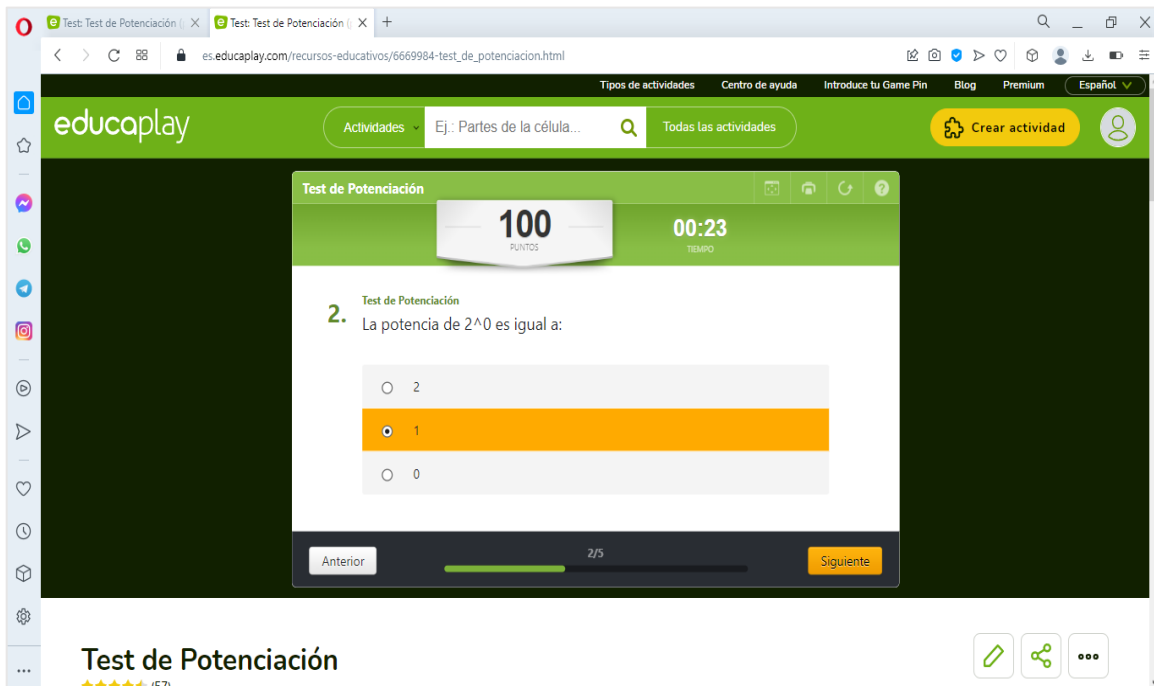 Test: Test de Potenciación (
Test: Test de Potenciación (
es.educaplay.com/recursos-educativos/6669984-test_de_potenciacion.html
Tipos de actividades Centro de ayuda Introduce tu Game Pin Blog Premium Español
educaplay Actividades Ej.: Partes de la célula... Todas las actividades Crear actividad
Test de Potenciación
100
PUNTOS
00:23
TIEMPO
Test de Potenciación
2. La potencia de 2^0 es igual a:
2
1
0
Anterior 2/5 Siguiente
Test de Potenciación
(57)